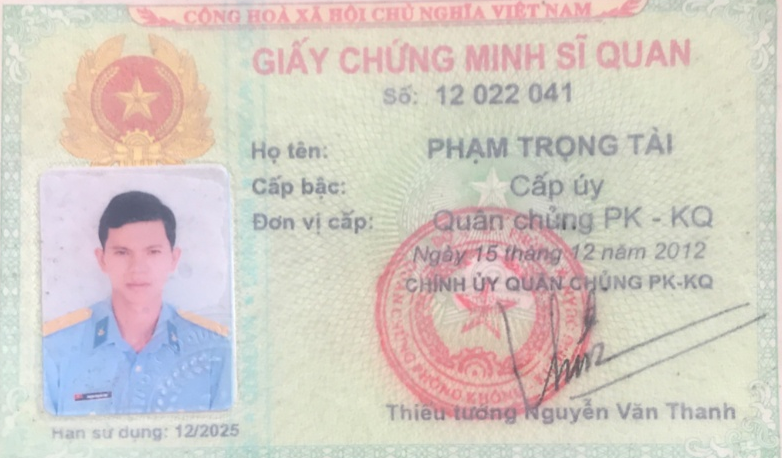 CỘNG HOÀ XÃ HỘI CHỦ NGHĨA VIỆT NAM
GIẤY CHỨNG MINH SĨ QUAN
Số: 12 022 041
Họ tên: PHẠM TRỌNG TÀI
Cấp bậc: Cấp úy
Đơn vị cấp: Quân chủng PK - KQ
Ngày 15 tháng 12 năm 2012
CHÍNH ỦY QUÂN CHỦNG PK-KQ
Thiếu tướng Nguyễn Văn Thanh
Hạn sử dụng: 12/2025